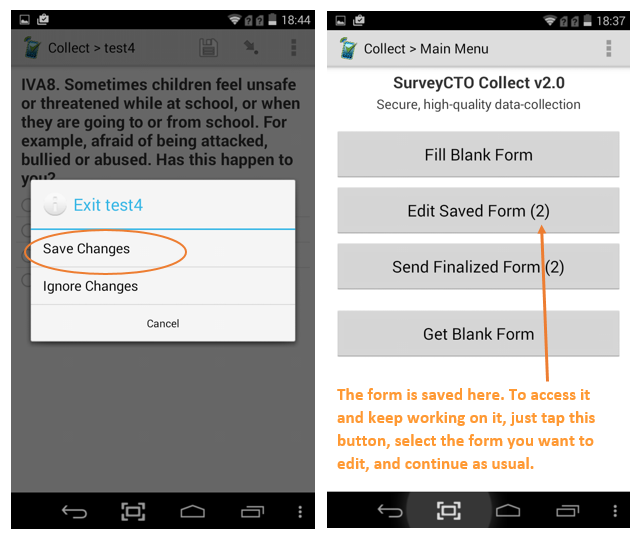 18:44
Collect > test4
IVA8. Sometimes children feel unsafe
or threatened while at school, or when
they are going to or from school. For
example, afraid of being attacked,
bullied or abused. Has this happen to
you?
Exit test4
Save Changes
Ignore Changes
Cancel
18:37
Collect > Main Menu
SurveyCTO Collect v2.0
Secure, high-quality data-collection
Fill Blank Form
Edit Saved Form (2)
Send Finalized Form (2)
Get Blank Form
The form is saved here. To access it
and keep working on it, just tap this
button, select the form you want to
edit, and continue as usual.